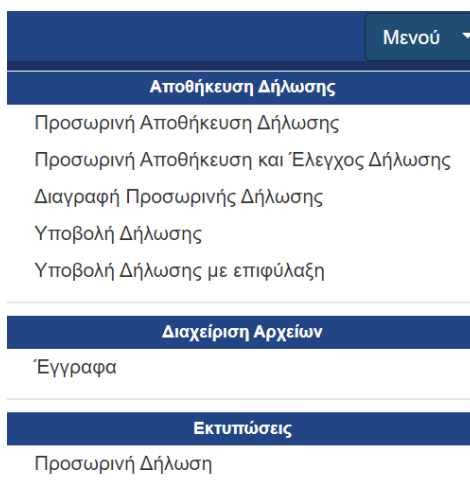 Μενού
Αποθήκευση Δήλωσης
Προσωρινή Αποθήκευση Δήλωσης
Προσωρινή Αποθήκευση και Έλεγχος Δήλωσης
Διαγραφή Προσωρινής Δήλωσης
Υποβολή Δήλωσης
Υποβολή Δήλωσης με επιφύλαξη
Διαχείριση Αρχείων
Έγγραφα
Εκτυπώσεις
Προσωρινή Δήλωση